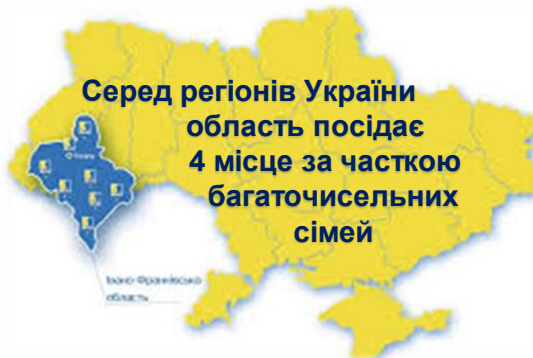 Серед регіонів України
область посідає
4 місце за часткою
багаточисельних
сімей
Івано-Франківська
область